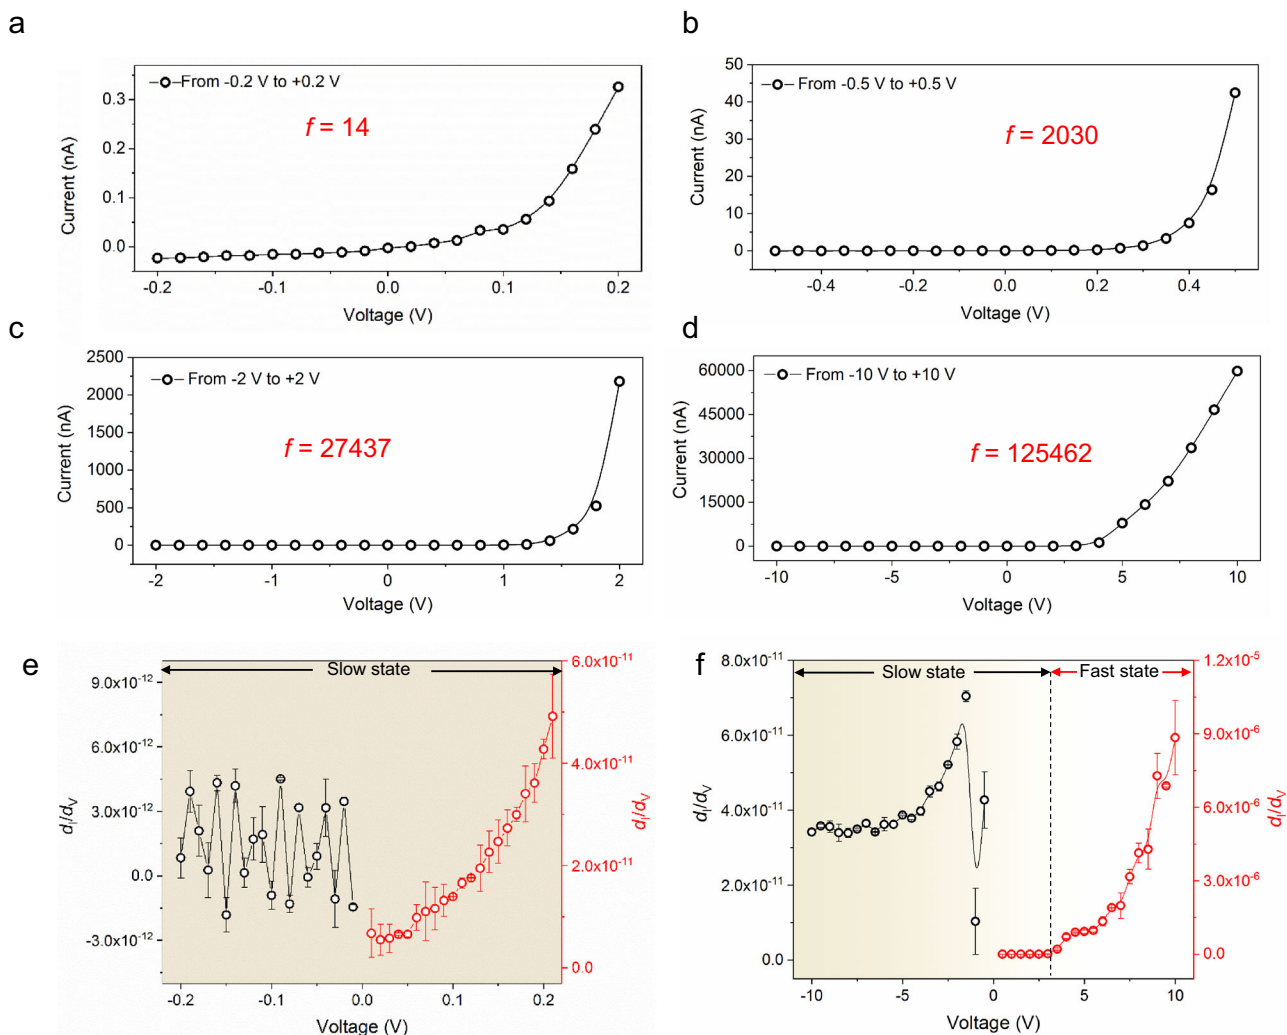 a
From -0.2 V to +0.2 V
f = 14
Current (nA)
0.3
0.2
0.1
0.0
-0.2
-0.1
0.0
0.1
0.2
Voltage (V)
b
From -0.5 V to +0.5 V
f = 2030
Current (nA)
50
40
30
20
10
0
-0.4
-0.2
0.0
0.2
0.4
Voltage (V)
c
From -2 V to +2 V
f = 27437
Current (nA)
2500
2000
1500
1000
500
0
-2
-1
0
1
2
Voltage (V)
d
From -10 V to +10 V
f = 125462
Current (nA)
60000
45000
30000
15000
0
-10
-5
0
5
10
Voltage (V)
e
Slow state
dI/dV
9.0x10-12
6.0x10-12
3.0x10-12
0.0
-3.0x10-12
6.0x10-11
4.0x10-11
2.0x10-11
0.0
dI/dV
-0.2
-0.1
0.0
0.1
0.2
Voltage (V)
f
Slow state
Fast state
dI/dV
8.0x10-11
6.0x10-11
4.0x10-11
2.0x10-11
0.0
1.2x10-5
9.0x10-6
6.0x10-6
3.0x10-6
0.0
dI/dV
-10
-5
0
5
10
Voltage (V)